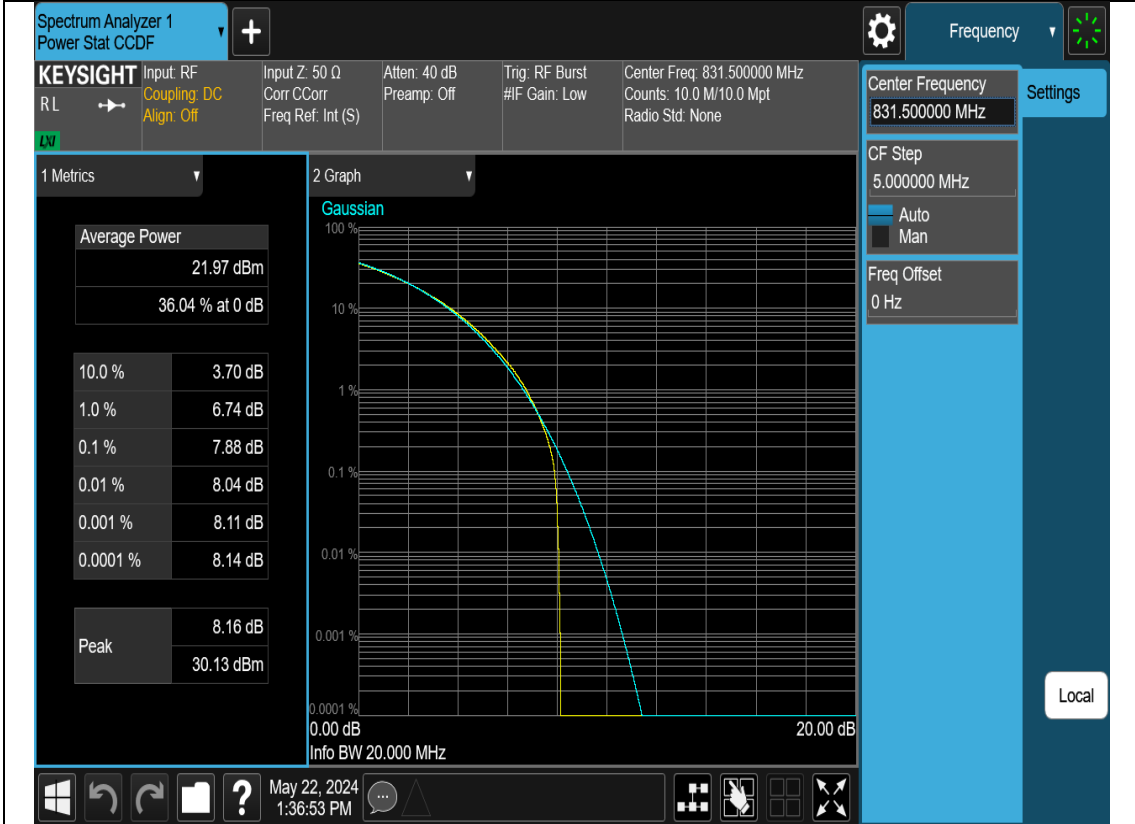 Spectrum Analyzer 1
Power Stat CCDF
+
Frequency
KEYSIGHT
RL
LXI
Input: RF
Coupling: DC
Align: Off
Input Z: 50 Ω
Corr CCorr
Freq Ref: Int (S)
Atten: 40 dB
Preamp: Off
Trig: RF Burst
#IF Gain: Low
Center Freq: 831.500000 MHz
Counts: 10.0 M/10.0 Mpt
Radio Std: None
Center Frequency
831.500000 MHz
Settings
CF Step
5.000000 MHz
Auto
Man
Freq Offset
0 Hz
1 Metrics
Average Power
21.97 dBm
36.04 % at 0 dB
10.0 % 3.70 dB
1.0 % 6.74 dB
0.1 % 7.88 dB
0.01 % 8.04 dB
0.001 % 8.11 dB
0.0001 % 8.14 dB
Peak
8.16 dB
30.13 dBm
2 Graph
Gaussian
100 %
10 %
1 %
0.1 %
0.01 %
0.001 %
0.0001 %
0.00 dB 20.00 dB
Info BW 20.000 MHz
Local
?
May 22, 2024
1:36:53 PM